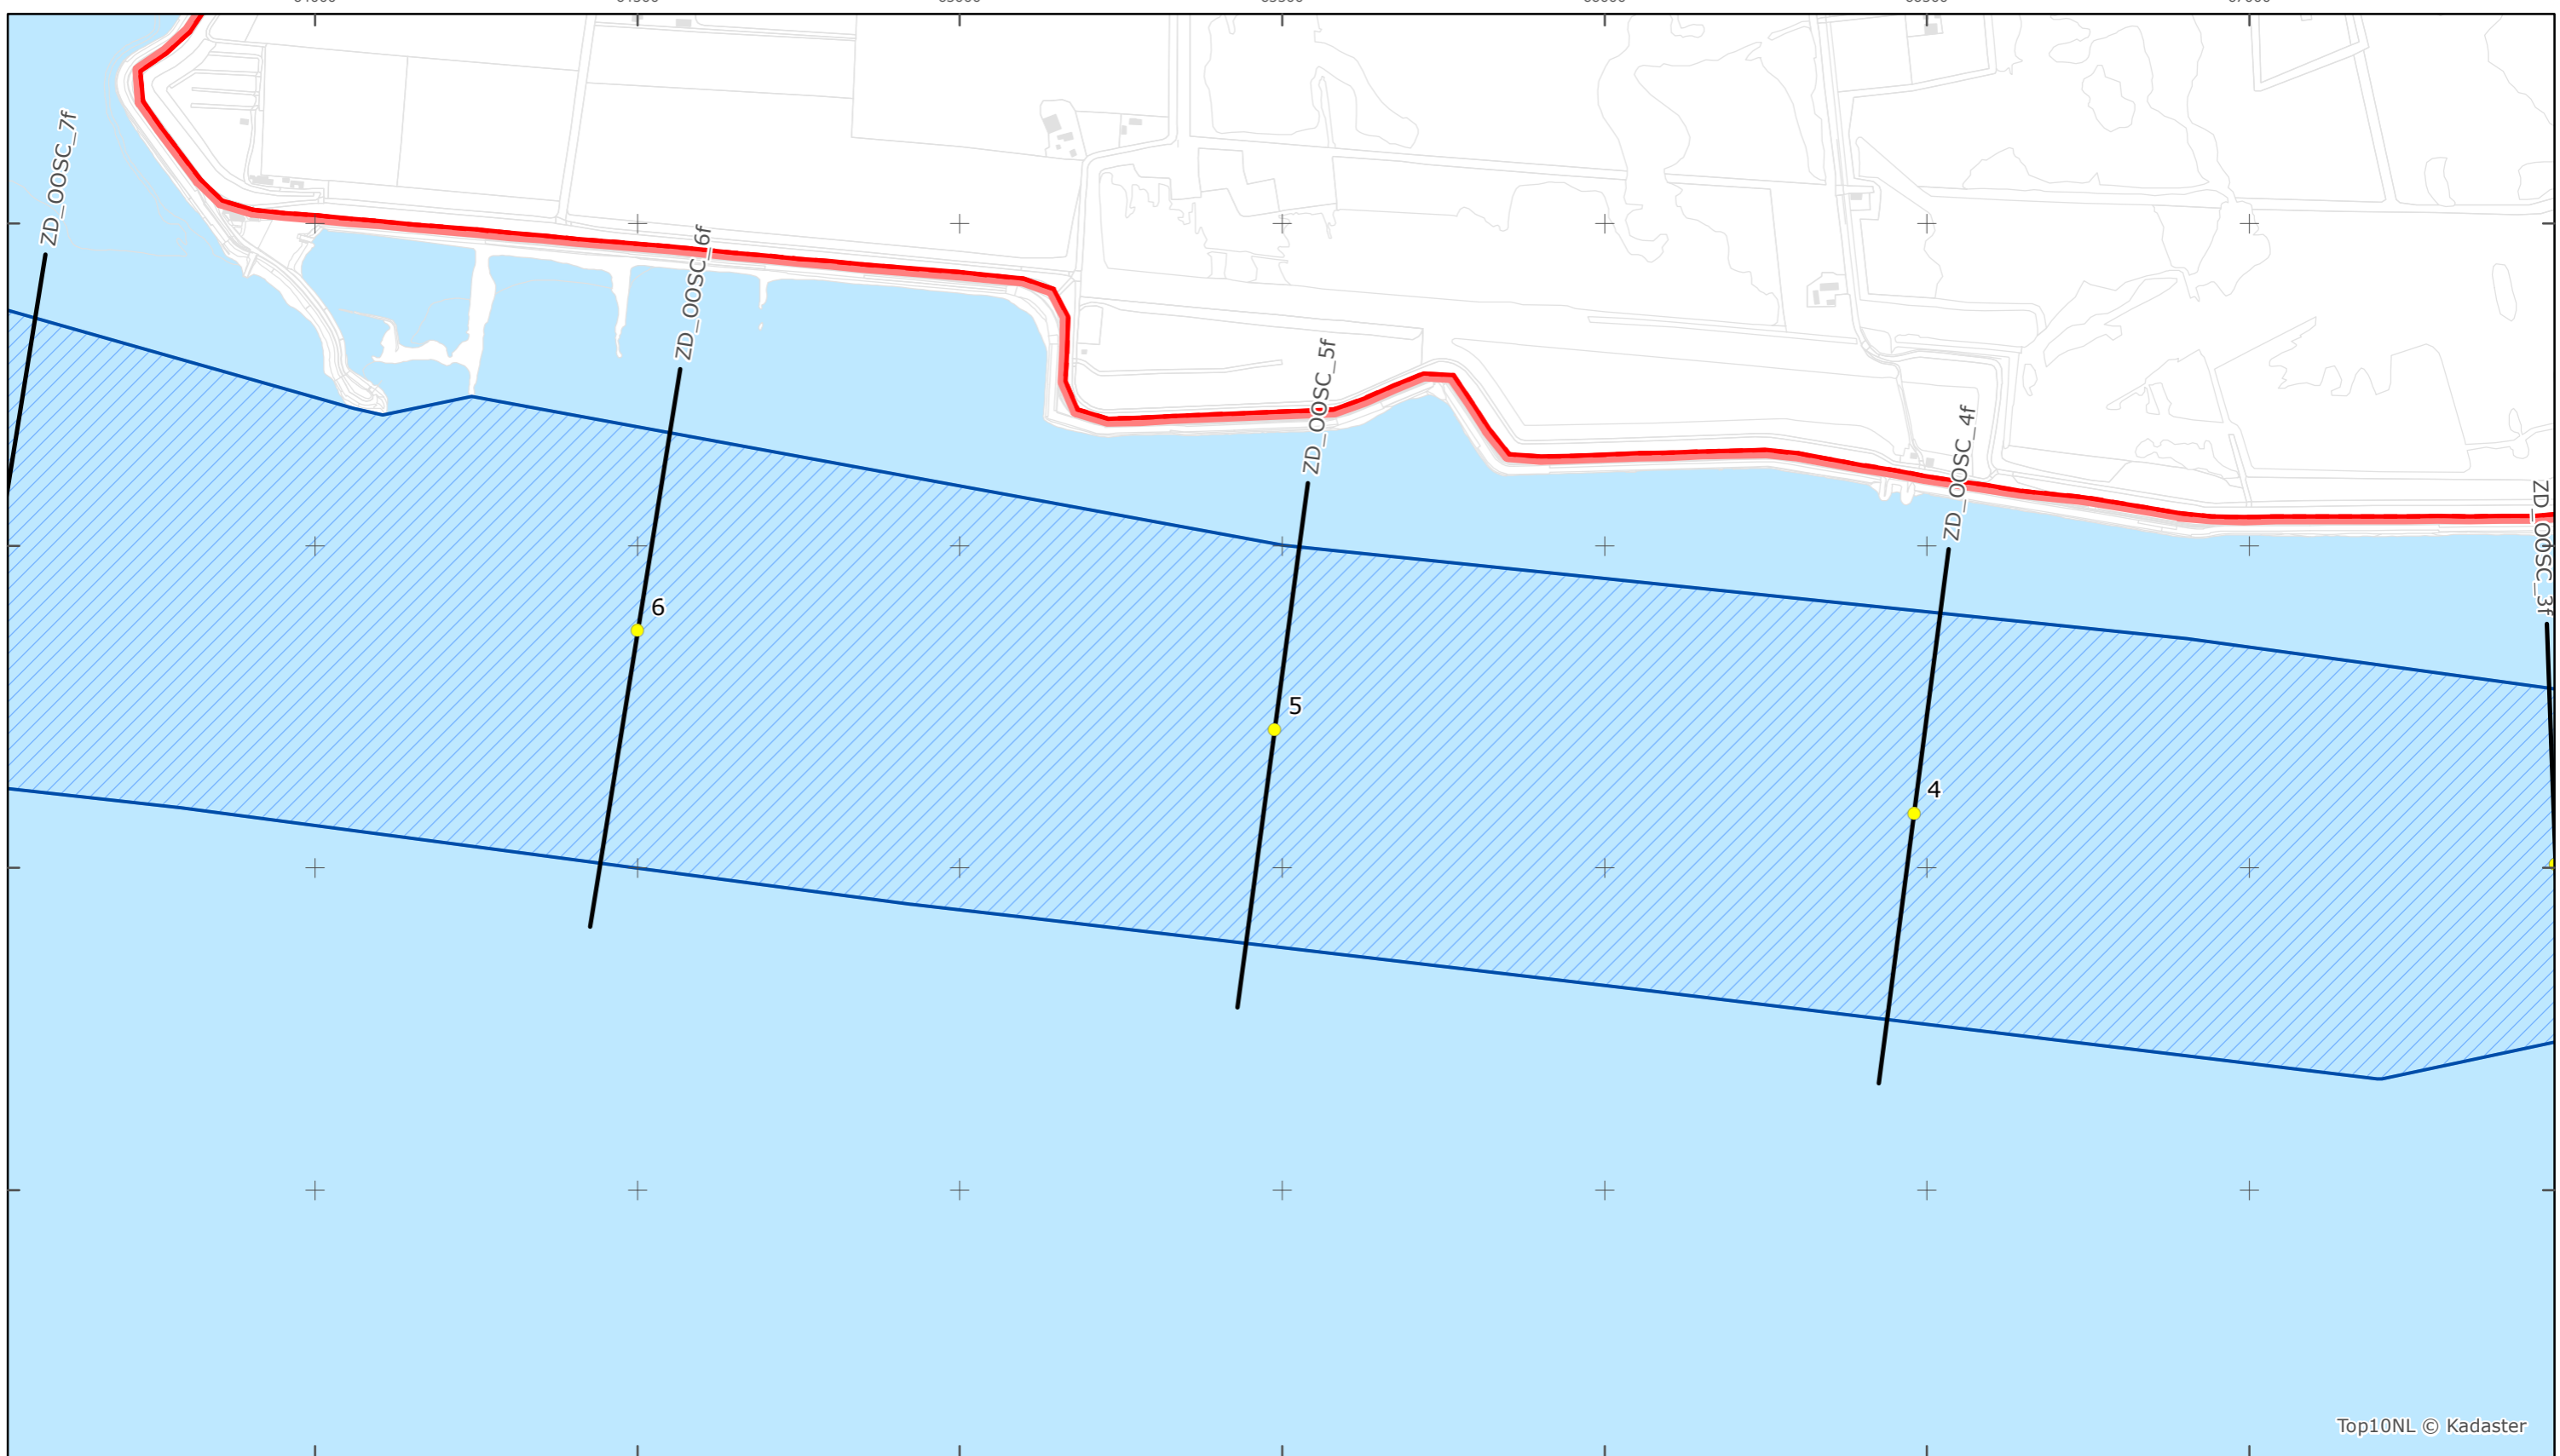 ZD_OOSC_7f
ZD_OOSC_6f
ZD_OOSC_5f
ZD_OOSC_4f
ZD_OOSC_3f
6
5
4
Top10NL © Kadaster